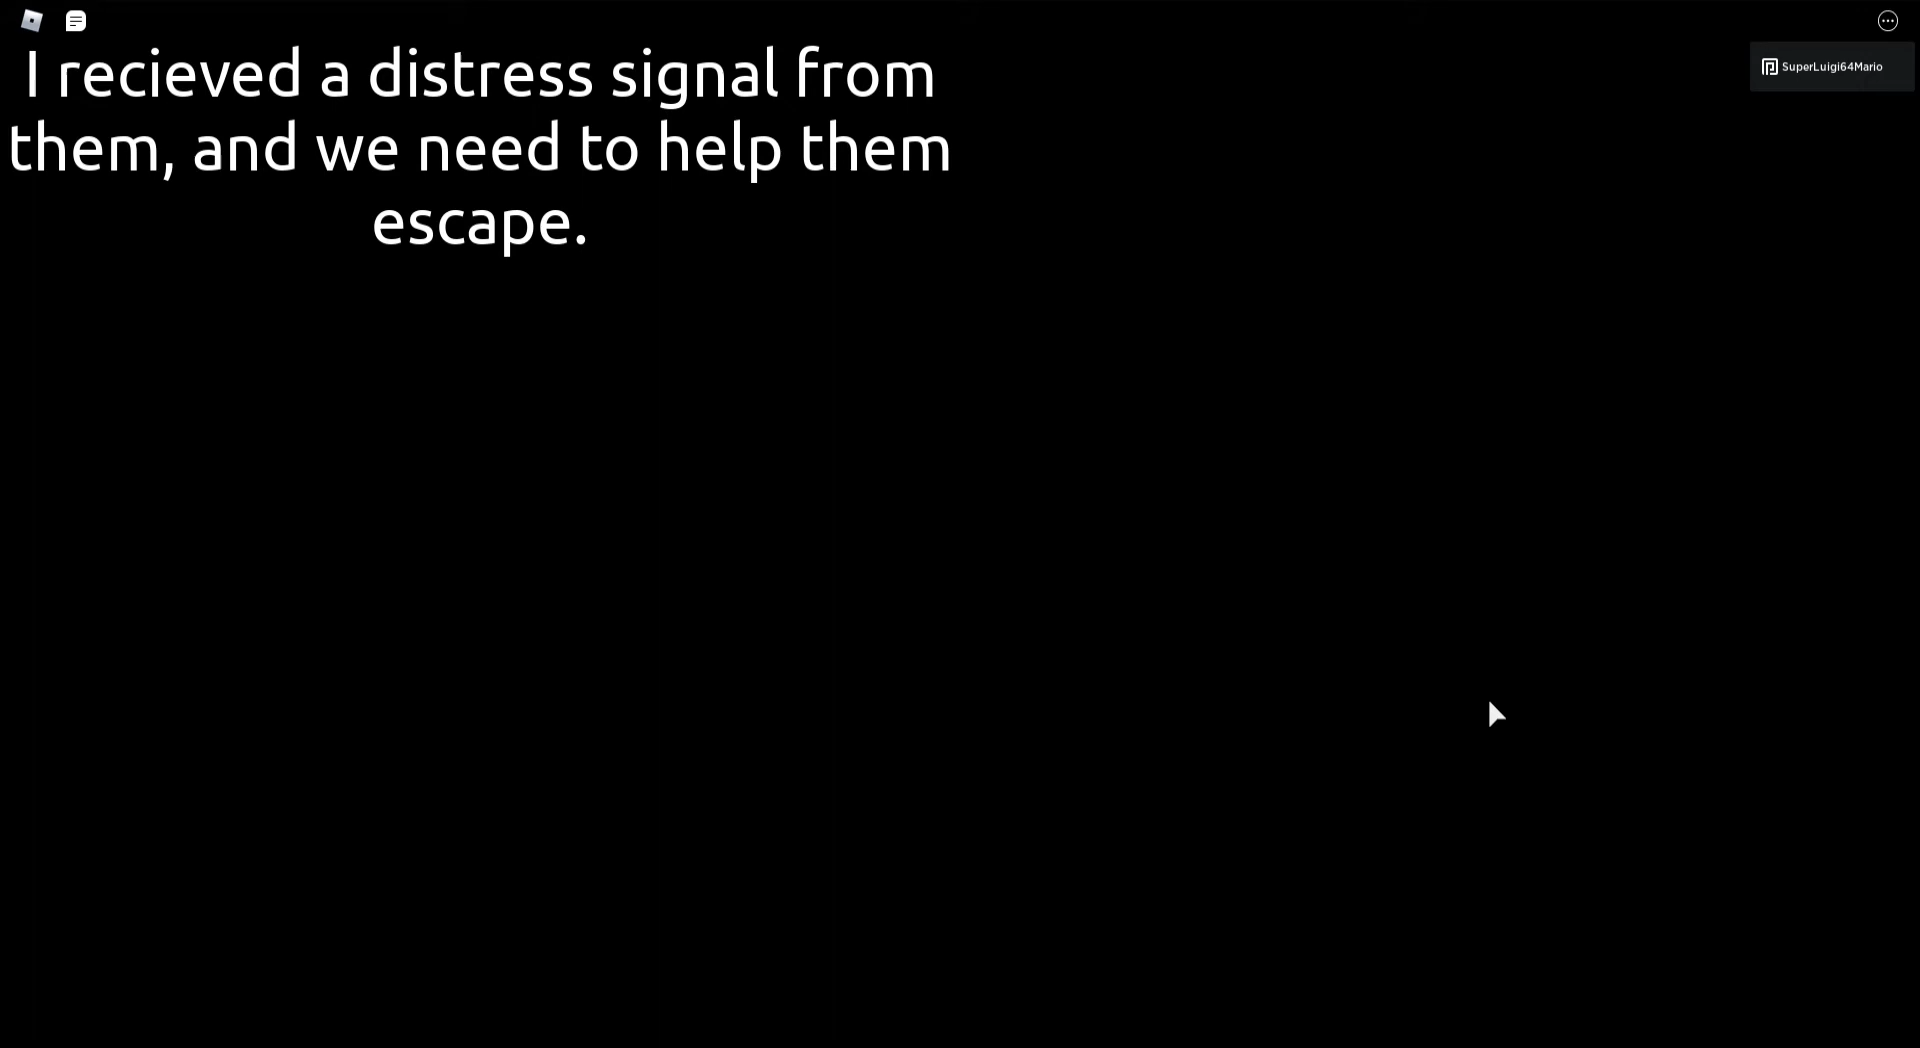 I recieved a distress signal from
them, and we need to help them
escape.
SuperLuigi64Mario